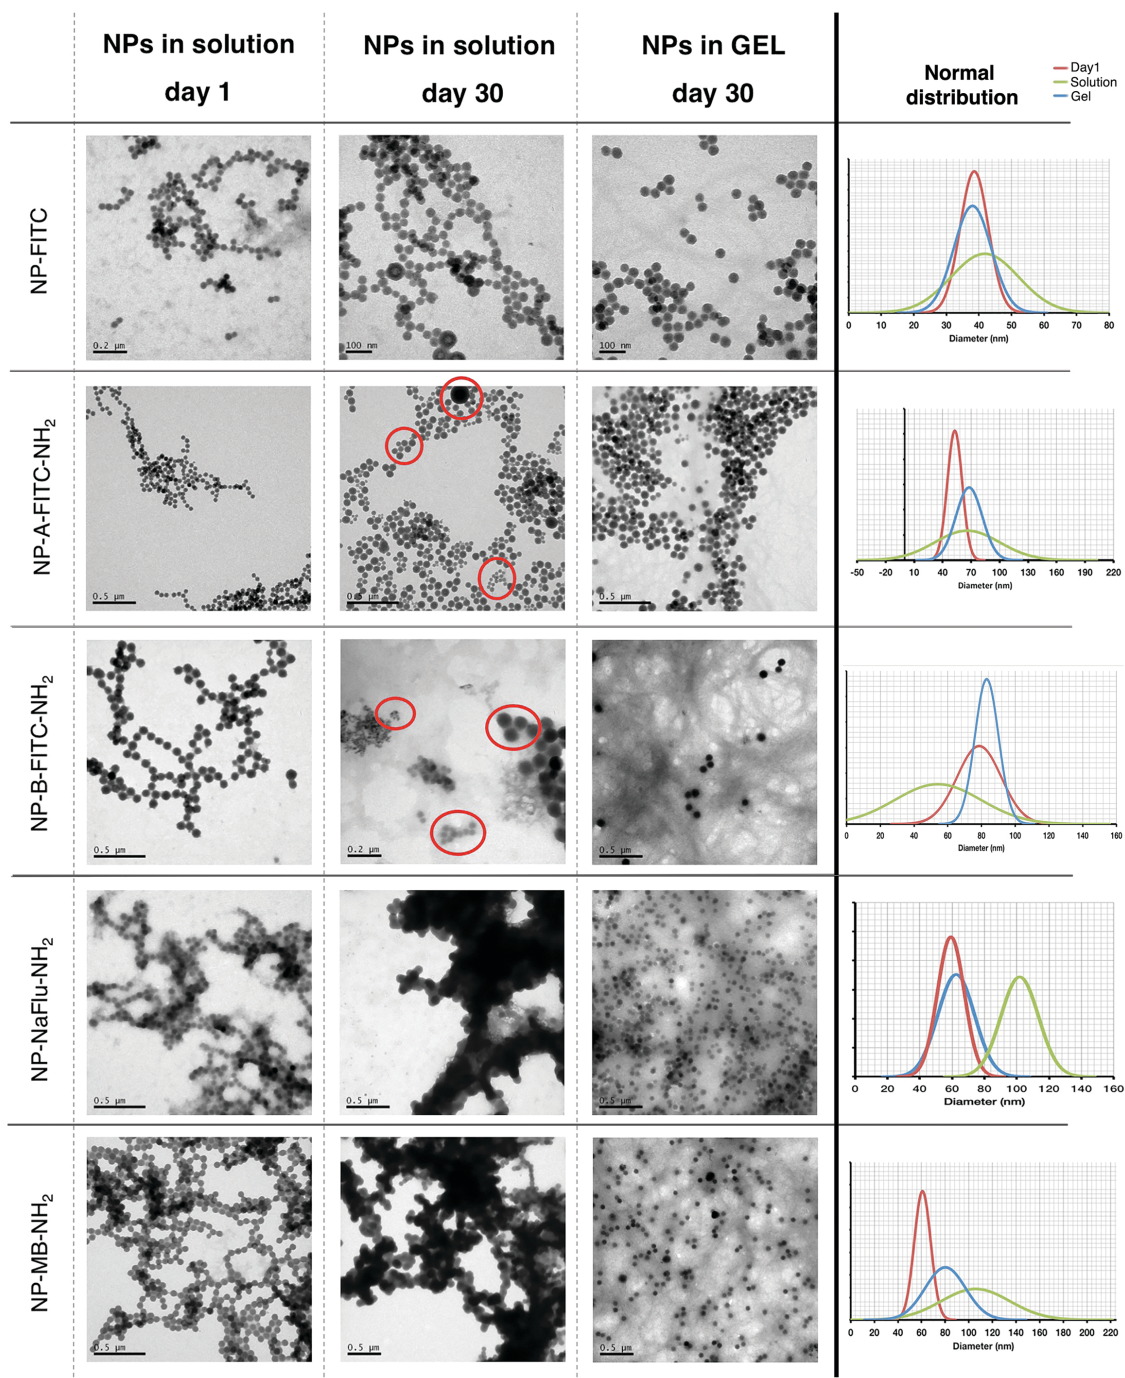 NPs in solution
day 1
NPs in solution
day 30
NPs in GEL
day 30
Normal
distribution
Day1
Solution
Gel
NP-FITC
0.2 µm
100 nm
100 nm
0 10 20 30 40 50 60 70 80
Diameter (nm)
NP-A-FITC-NH2
0.5 µm
0.5 µm
0.5 µm
-50 -20 10 40 70 100 130 160 190 220
Diameter (nm)
NP-B-FITC-NH2
0.5 µm
0.2 µm
0.5 µm
0 20 40 60 80 100 120 140 160
Diameter (nm)
NP-NaFlu-NH2
0.5 µm
0.5 µm
0.5 µm
0 20 40 60 80 100 120 140 160
Diameter (nm)
NP-MB-NH2
0.5 µm
0.5 µm
0.5 µm
0 20 40 60 80 100 120 140 160 180 200 220
Diameter (nm)